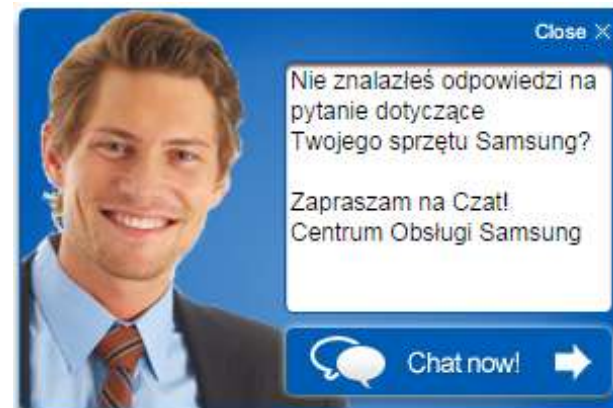 Close
Nie znalazłeś odpowiedzi na
pytanie dotyczące
Twojego sprzętu Samsung?
Zapraszam na Czat!
Centrum Obsługi Samsung
Chat now!